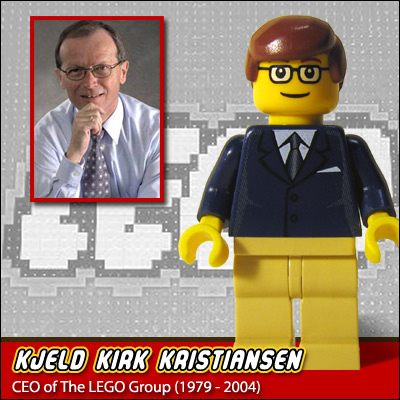 KJELD KIRK KRISTIANSEN
CEO of The LEGO Group (1979 - 2004)